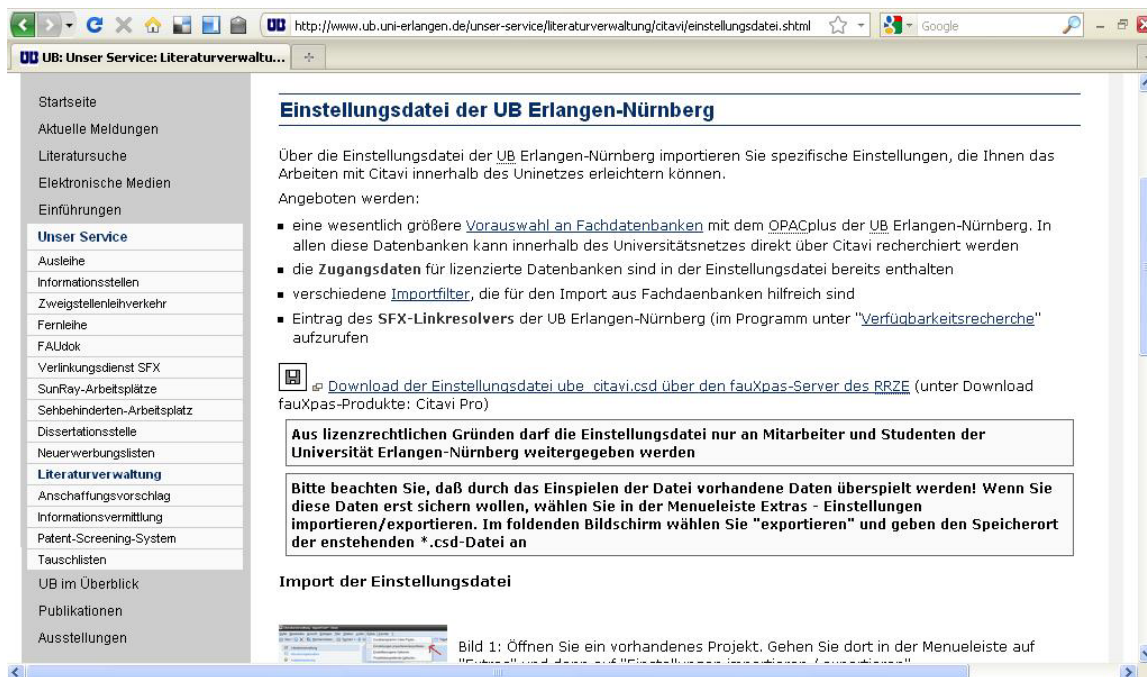 http://www.ub.uni-erlangen.de/unser-service/literaturverwaltung/citavi/einstellungsdatei.shtml
Google
UB: Unser Service: Literaturverwaltu...
Startseite
Aktuelle Meldungen
Literatursuche
Elektronische Medien
Einführungen
Unser Service
Ausleihe
Informationsstellen
Zweigstellenleihverkehr
Fernleihe
FAUdok
Verlinkungsdienst SFX
SunRay-Arbeitsplätze
Sehbehinderten-Arbeitsplatz
Dissertationsstelle
Neuerwerbungslisten
Literaturverwaltung
Anschaffungsvorschlag
Informationsvermittlung
Patent-Screening-System
Tauschlisten
UB im Überblick
Publikationen
Ausstellungen
Einstellungsdatei der UB Erlangen-Nürnberg
Über die Einstellungsdatei der UB Erlangen-Nürnberg importieren Sie spezifische Einstellungen, die Ihnen das
Arbeiten mit Citavi innerhalb des Uninetzes erleichtern können.
Angeboten werden:
▪ eine wesentlich größere Vorauswahl an Fachdatenbanken mit dem OPACplus der UB Erlangen-Nürnberg. In
allen diese Datenbanken kann innerhalb des Universitätsnetzes direkt über Citavi recherchiert werden
▪ die Zugangsdaten für lizenzierte Datenbanken sind in der Einstellungsdatei bereits enthalten
▪ verschiedene Importfilter, die für den Import aus Fachdaenbanken hilfreich sind
▪ Eintrag des SFX-Linkresolvers der UB Erlangen-Nürnberg (im Programm unter "Verfügbarkeitsrecherche"
aufzurufen
Download der Einstellungsdatei ube_citavi.csd über den fauXpas-Server des RRZE (unter Download
fauXpas-Produkte: Citavi Pro)
Aus lizenzrechtlichen Gründen darf die Einstellungsdatei nur an Mitarbeiter und Studenten der
Universität Erlangen-Nürnberg weitergegeben werden
Bitte beachten Sie, daß durch das Einspielen der Datei vorhandene Daten überspielt werden! Wenn Sie
diese Daten erst sichern wollen, wählen Sie in der Menueleiste Extras - Einstellungen
importieren/exportieren. Im foldenden Bildschirm wählen Sie "exportieren" und geben den Speicherort
der enstehenden *.csd-Datei an
Import der Einstellungsdatei
Bild 1: Öffnen Sie ein vorhandenes Projekt. Gehen Sie dort in der Menueleiste auf
"Extras" und dann auf "Einstellungen importieren / exportieren"